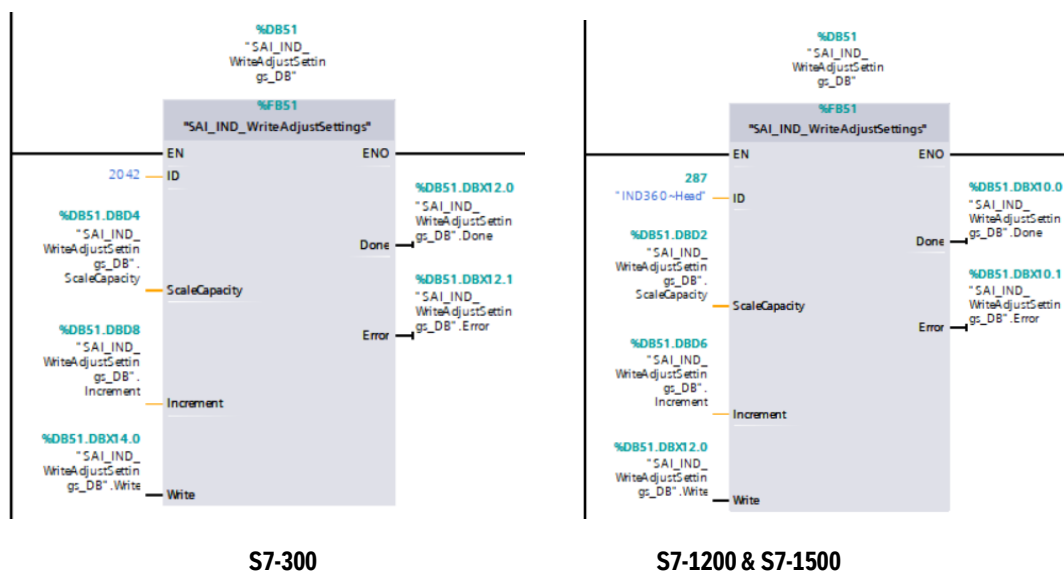 %DB51
"SAI_IND_
WriteAdjustSettin
gs_DB"
%FB51
"SAI_IND_WriteAdjustSettings"
EN
ENO
2042
ID
%DB51.DBX12.0
"SAI_IND_
WriteAdjustSettin
gs_DB".Done
Done
%DB51.DBD4
"SAI_IND_
WriteAdjustSettin
gs_DB".
ScaleCapacity
ScaleCapacity
%DB51.DBX12.1
"SAI_IND_
WriteAdjustSettin
gs_DB".Error
Error
%DB51.DBD8
"SAI_IND_
WriteAdjustSettin
gs_DB".
Increment
Increment
%DB51.DBX14.0
"SAI_IND_
WriteAdjustSettin
gs_DB".Write
Write
S7-300
%DB51
"SAI_IND_
WriteAdjustSettin
gs_DB"
%FB51
"SAI_IND_WriteAdjustSettings"
EN
ENO
287
"IND360~Head"
ID
%DB51.DBX10.0
"SAI_IND_
WriteAdjustSettin
gs_DB".Done
Done
%DB51.DBD2
"SAI_IND_
WriteAdjustSettin
gs_DB".
ScaleCapacity
ScaleCapacity
%DB51.DBX10.1
"SAI_IND_
WriteAdjustSettin
gs_DB".Error
Error
%DB51.DBD6
"SAI_IND_
WriteAdjustSettin
gs_DB".
Increment
Increment
%DB51.DBX12.0
"SAI_IND_
WriteAdjustSettin
gs_DB".Write
Write
S7-1200 & S7-1500